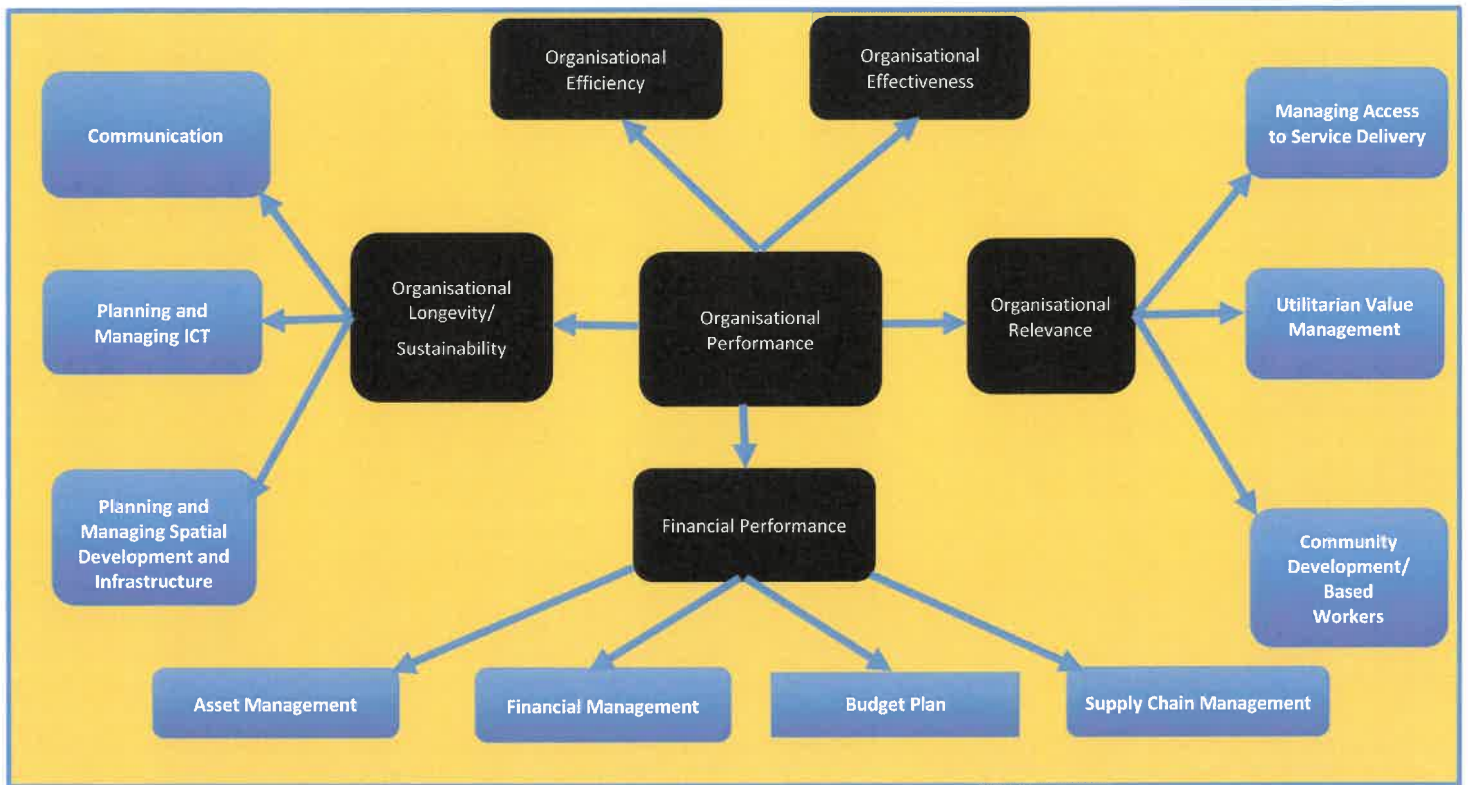 Organisational
Efficiency
Organisational
Effectiveness
Communication
Managing Access
to Service Delivery
Planning and
Managing ICT
Organisational
Longevity/
Sustainability
Organisational
Performance
Organisational
Relevance
Utilitarian Value
Management
Planning and
Managing Spatial
Development and
Infrastructure
Financial Performance
Community
Development/
Based
Workers
Asset Management
Financial Management
Budget Plan
Supply Chain Management